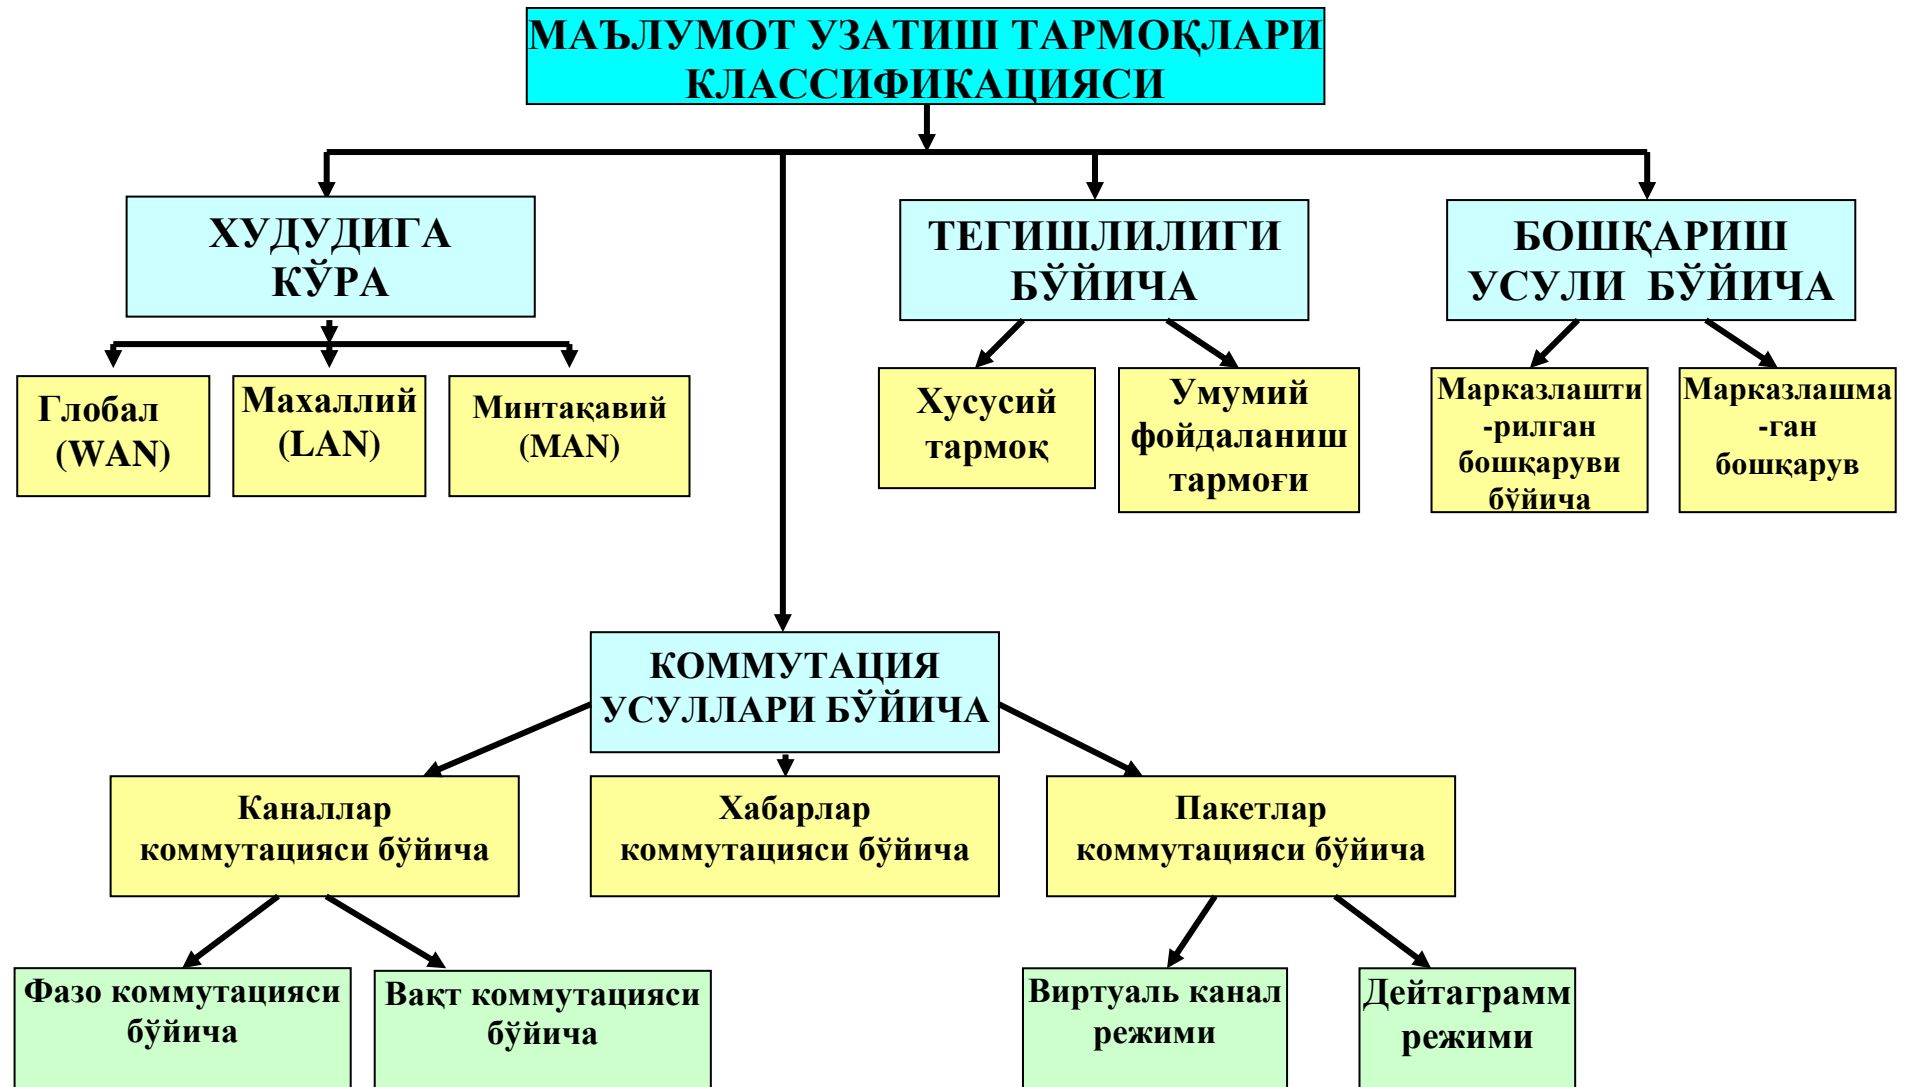 МАЪЛУМОТ УЗАТИШ ТАРМОҚЛАРИ
КЛАССИФИКАЦИЯСИ
ХУДУДИГА
КЎРА
ТЕГИШЛИЛИГИ
БЎЙИЧА
БОШҚАРИШ
УСУЛИ БЎЙИЧА
Глобал
(WAN)
Махаллий
(LAN)
Минтақавий
(MAN)
Хусусий
тармоқ
Умумий
фойдаланиш
тармоғи
Марказлашти
-рилган
бошқаруви
бўйича
Марказлашма
-ган
бошқарув
КОММУТАЦИЯ
УСУЛЛАРИ БЎЙИЧА
Каналлар
коммутацияси бўйича
Хабарлар
коммутацияси бўйича
Пакетлар
коммутацияси бўйича
Фазо коммутацияси
бўйича
Вақт коммутацияси
бўйича
Виртуаль канал
режими
Дейтаграмм
режими